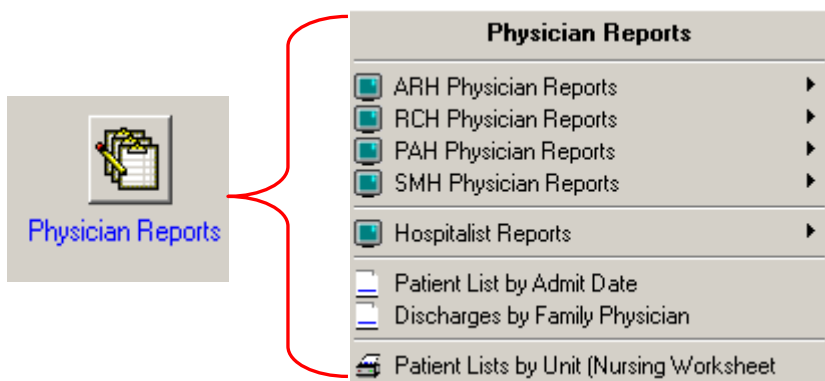 Physician Reports
Physician Reports
ARH Physician Reports
RCH Physician Reports
PAH Physician Reports
SMH Physician Reports
Hospitalist Reports
Patient List by Admit Date
Discharges by Family Physician
Patient Lists by Unit (Nursing Worksheet